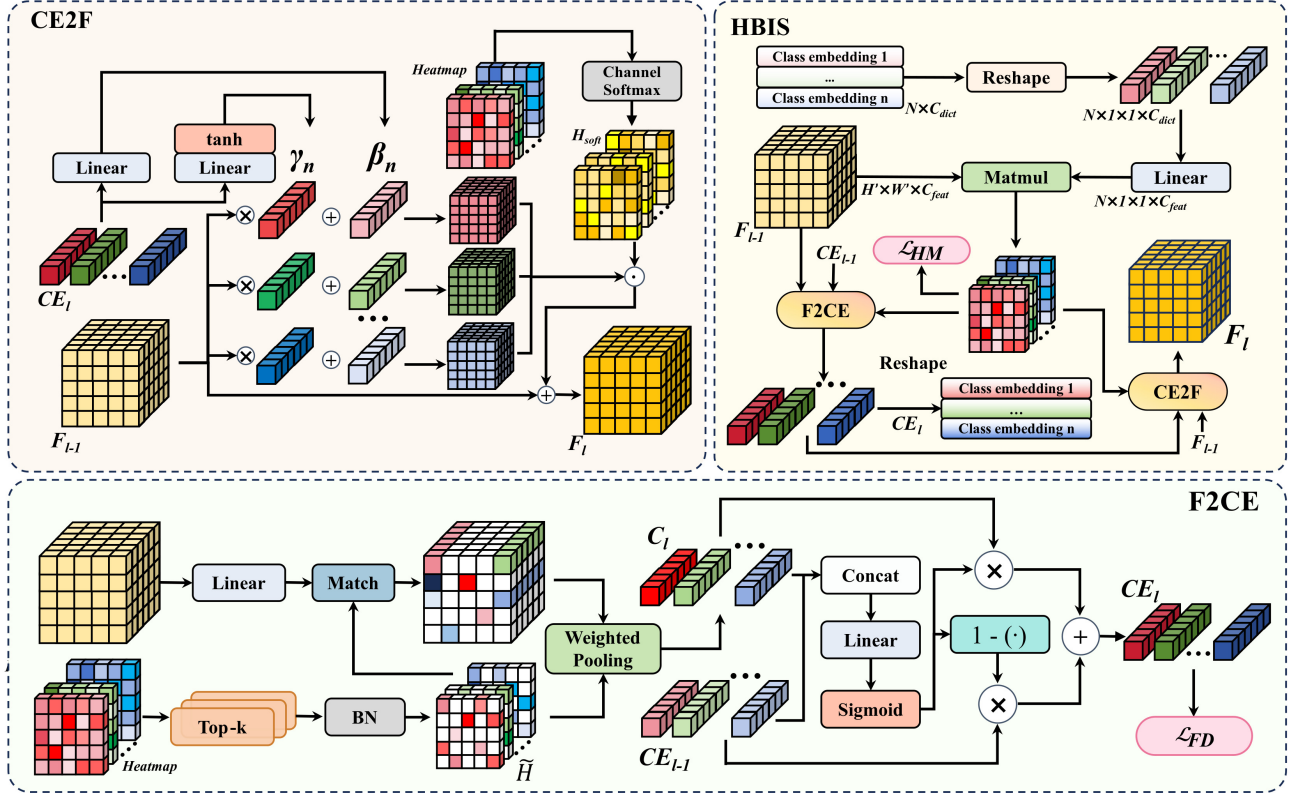 CE2F
Heatmap
Channel
Softmax
tanh
Linear
Linear
γn
βn
Hsoft
CEl
...
...
Fl-1
Fl
HBIS
Class embedding 1
...
Class embedding n
N×Cdict
Reshape
...
N×1×1×Cdict
Fl-1
H'×W'×Cfeat
Matmul
Linear
N×1×1×Cfeat
CEl-1
ℒHM
F2CE
Fl
Reshape
...
CEl
Class embedding 1
...
Class embedding n
CE2F
Fl-1
F2CE
Linear
Match
Heatmap
Top-k
BN
H̃
Weighted
Pooling
Cl
...
CEl-1
...
Concat
Linear
Sigmoid
1 - (·)
CEl
...
ℒFD